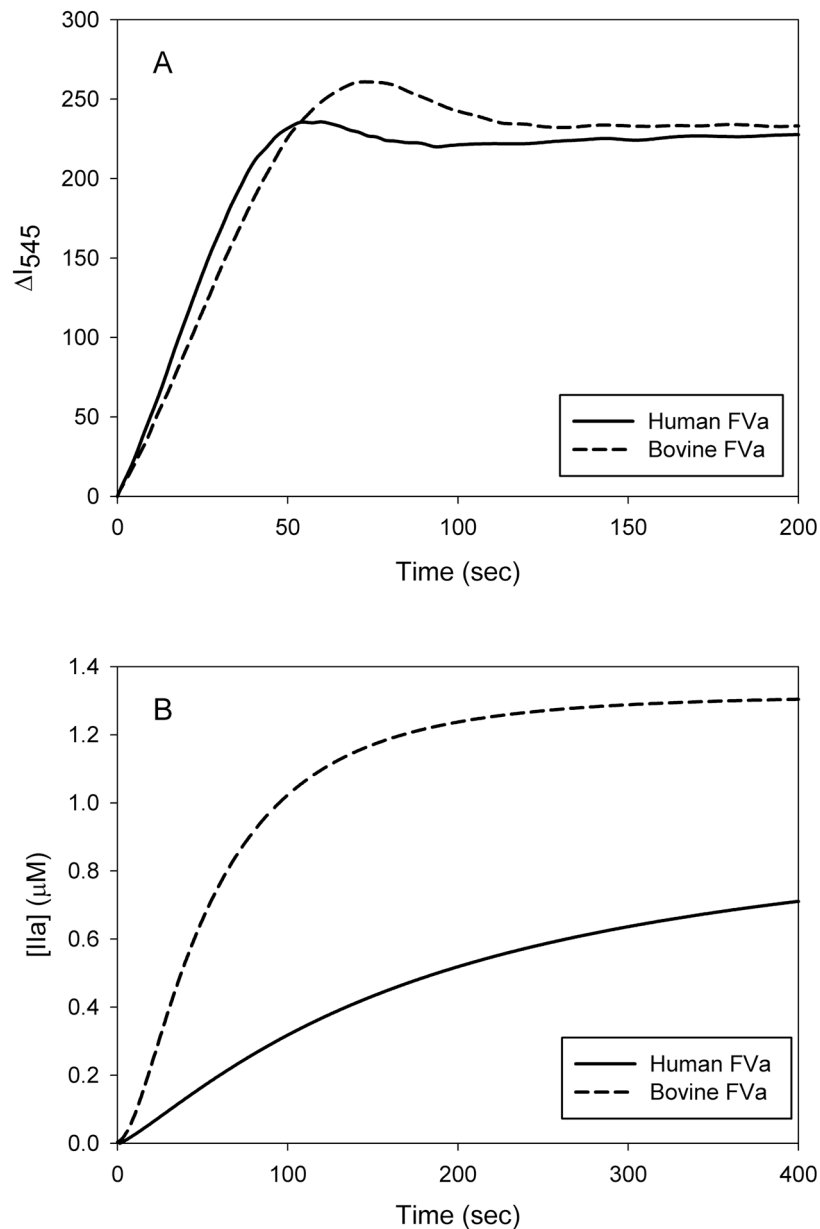 A
300
250
200
150
100
50
0
ΔI545
0 50 100 150 200
Time (sec)
Human FVa
Bovine FVa
B
1.4
1.2
1.0
0.8
0.6
0.4
0.2
0.0
[IIa] (μM)
0 100 200 300 400
Time (sec)
Human FVa
Bovine FVa